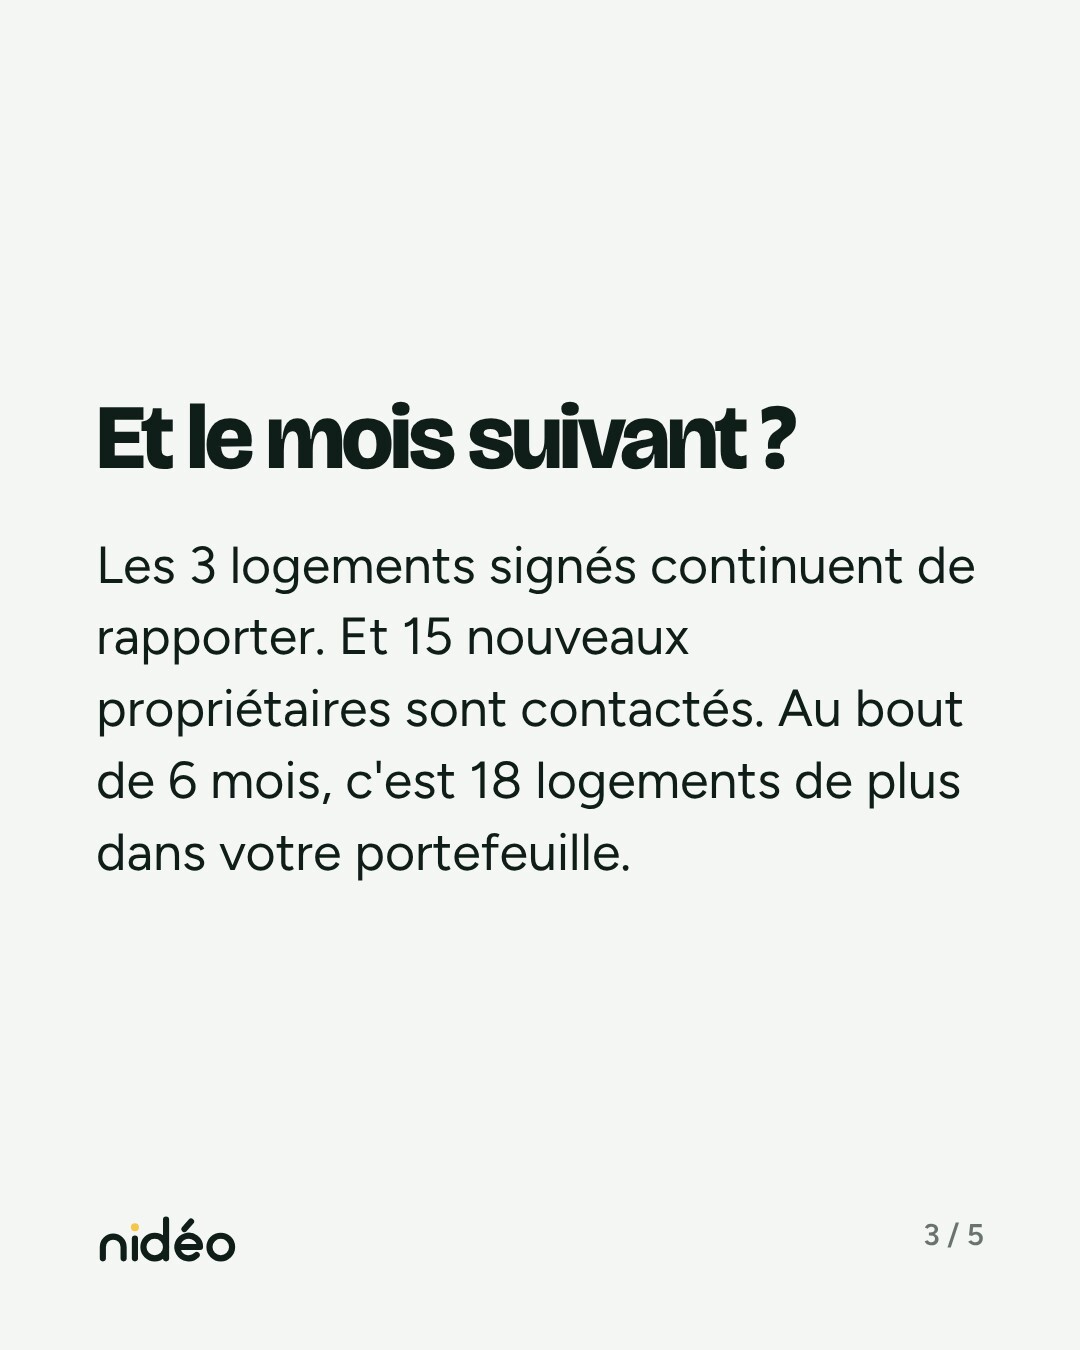 Et le mois suivant ?
Les 3 logements signés continuent de
rapporter. Et 15 nouveaux
propriétaires sont contactés. Au bout
de 6 mois, c'est 18 logements de plus
dans votre portefeuille.
nidéo
3 / 5